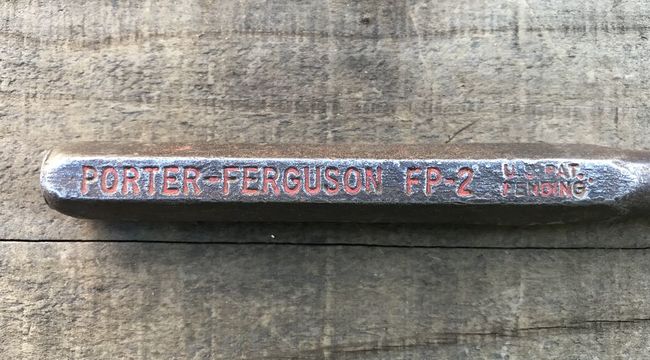 PORTER-FERGUSON FP-2 U.S. PAT.
PENDING